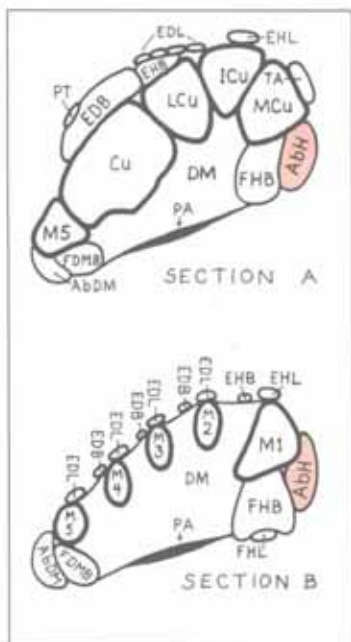 EDL
EHL
EHB
ICu
TA
PT
EDB
LCu
MCu
AbH
Cu
DM
FHB
PA
M5
FDMB
AbDM
SECTION A
EDL
EDB
EHB
EHL
EDL
EDB
M2
EDL
EDB
M3
M1
EDL
M4
DM
AbH
M5
FHB
PA
AbDM
FDMB
FHL
SECTION B